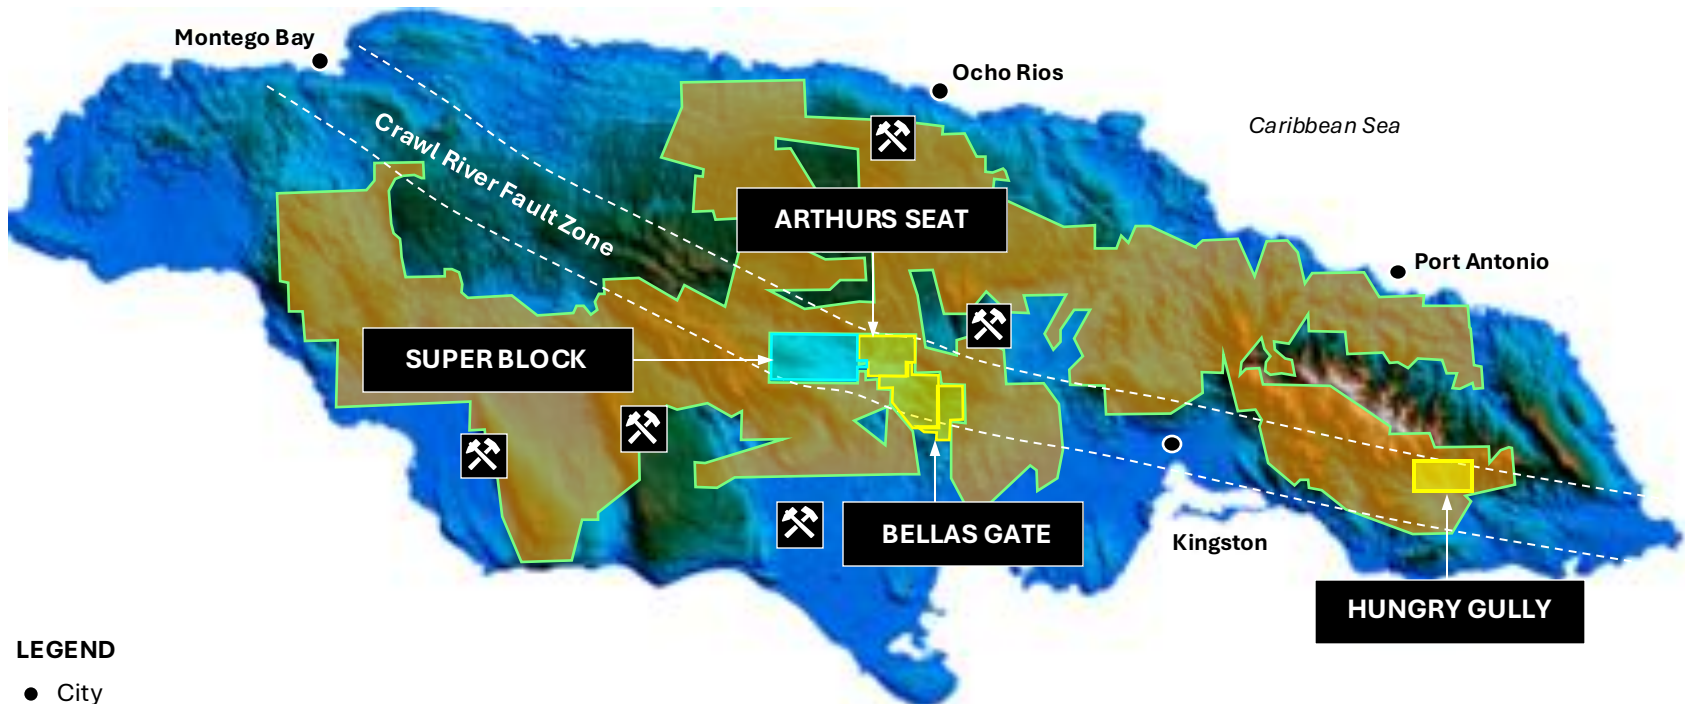 Montego Bay
Ocho Rios
Caribbean Sea
Crawl River Fault Zone
ARTHURS SEAT
Port Antonio
SUPER BLOCK
BELLAS GATE
Kingston
HUNGRY GULLY
LEGEND
City